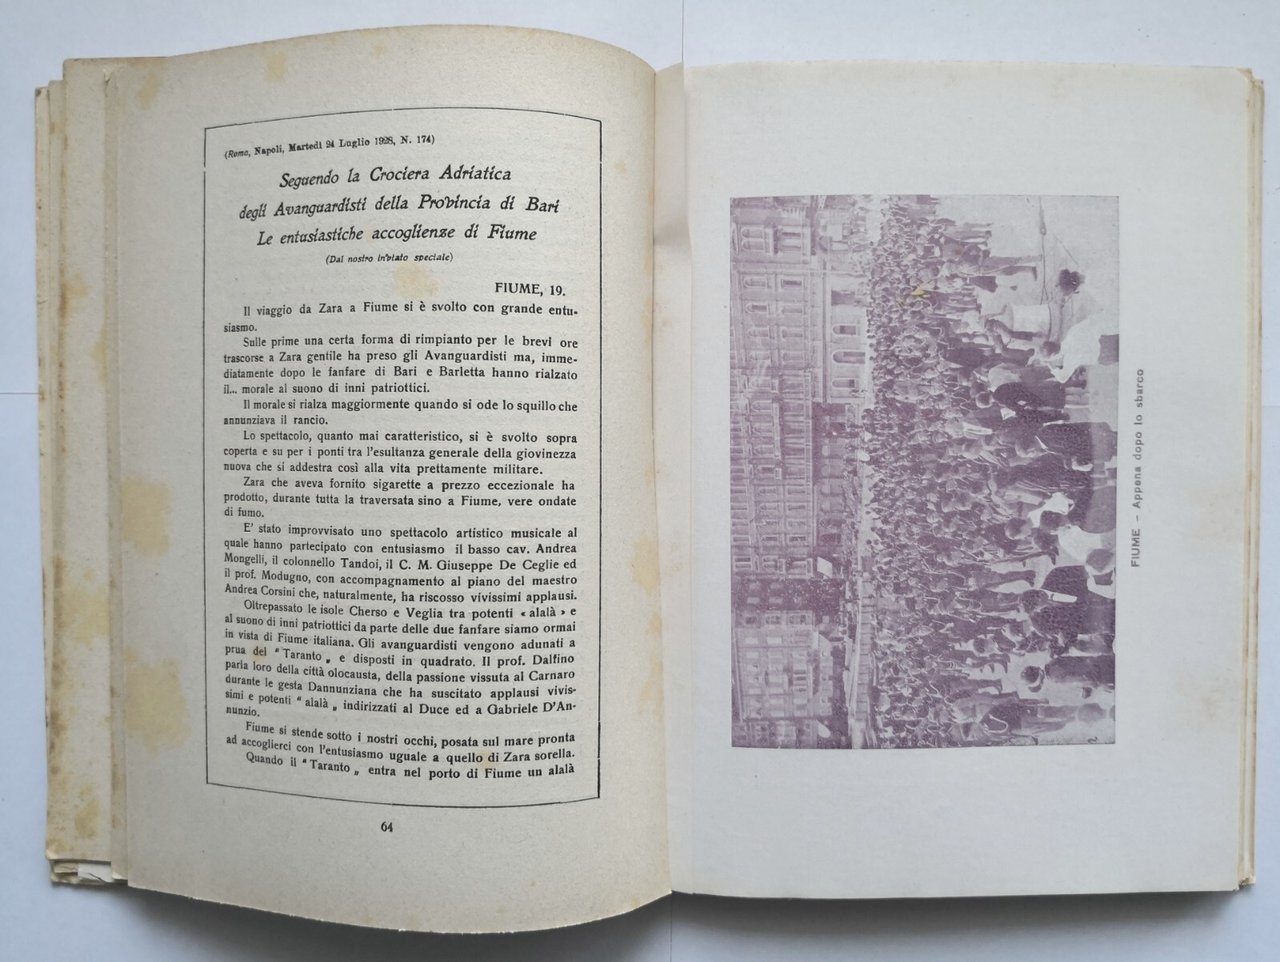 (Roma, Napoli, Martedì 24 Luglio 1928, N. 174)
Seguendo la Crociera Adriatica
degli Avanguardisti della Provincia di Bari
Le entusiastiche accoglienze di Fiume
(Dal nostro inviato speciale)
FIUME, 19.
Il viaggio da Zara a Fiume si è svolto con grande entu-
siasmo.
Sulle prime una certa forma di rimpianto per le brevi ore
trascorse a Zara gentile ha preso gli Avanguardisti ma, imme-
diatamente dopo le fanfare di Bari e Barletta hanno rialzato
il... morale al suono di inni patriottici.
Il morale si rialza maggiormente quando si ode lo squillo che
annunziava il rancio.
Lo spettacolo, quanto mai caratteristico, si è svolto sopra
coperta e su per i ponti tra l'esultanza generale della giovinezza
nuova che si addestra così alla vita prettamente militare.
Zara che aveva fornito sigarette a prezzo eccezionale ha
prodotto, durante tutta la traversata sino a Fiume, vere ondate
di fumo.
E' stato improvvisato uno spettacolo artistico musicale al
quale hanno partecipato con entusiasmo il basso cav. Andrea
Mongelli, il colonnello Tandoi, il C. M. Giuseppe De Ceglie ed
il prof. Modugno, con accompagnamento al piano del maestro
Andrea Corsini che, naturalmente, ha riscosso vivissimi applausi.
Oltrepassato le isole Cherso e Veglia tra potenti « alalà » e
al suono di inni patriottici da parte delle due fanfare siamo ormai
in vista di Fiume italiana. Gli avanguardisti vengono adunati a
prua del " Taranto „ e disposti in quadrato. Il prof. Dalfino
parla loro della città olocausta, della passione vissuta al Carnaro
durante le gesta Dannunziana che ha suscitato applausi vivis-
simi e potenti " alalà „ indirizzati al Duce ed a Gabriele D'An-
nunzio.
Fiume si stende sotto i nostri occhi, posata sul mare pronta
ad accoglierci con l'entusiasmo uguale a quello di Zara sorella.
Quando il " Taranto „ entra nel porto di Fiume un alalà
64
FIUME - Appena dopo lo sbarco